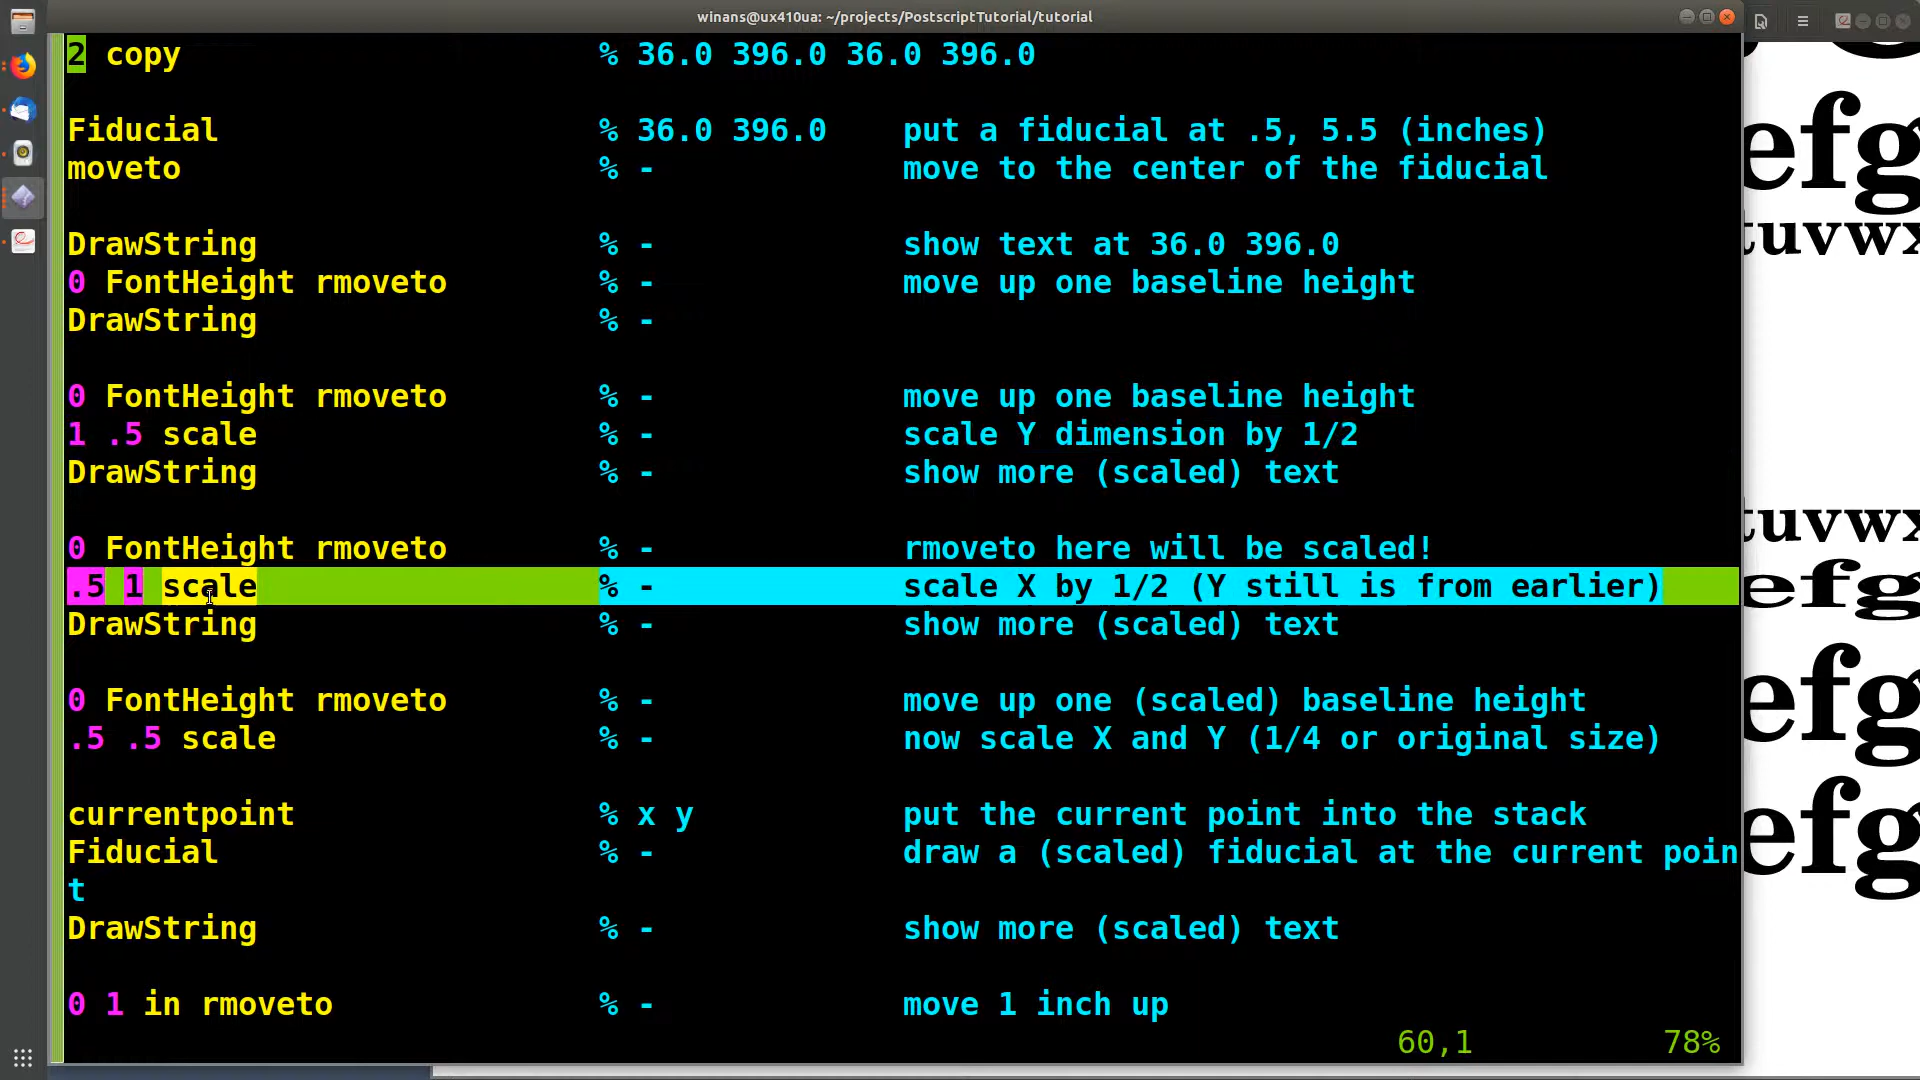 winans@ux410ua: ~/projects/PostscriptTutorial/tutorial
2 copy % 36.0 396.0 36.0 396.0
Fiducial % 36.0 396.0 put a fiducial at .5, 5.5 (inches)
moveto % - move to the center of the fiducial
DrawString % - show text at 36.0 396.0
0 FontHeight rmoveto % - move up one baseline height
DrawString % -
0 FontHeight rmoveto % - move up one baseline height
1 .5 scale % - scale Y dimension by 1/2
DrawString % - show more (scaled) text
0 FontHeight rmoveto % - rmoveto here will be scaled!
.5 1 scale % - scale X by 1/2 (Y still is from earlier)
DrawString % - show more (scaled) text
0 FontHeight rmoveto % - move up one (scaled) baseline height
.5 .5 scale % - now scale X and Y (1/4 or original size)
currentpoint % x y put the current point into the stack
Fiducial % - draw a (scaled) fiducial at the current poin
t
DrawString % - show more (scaled) text
0 1 in rmoveto % - move 1 inch up
60,1 78%
efg
tuvwx
tuvwx
efg
efg
efg